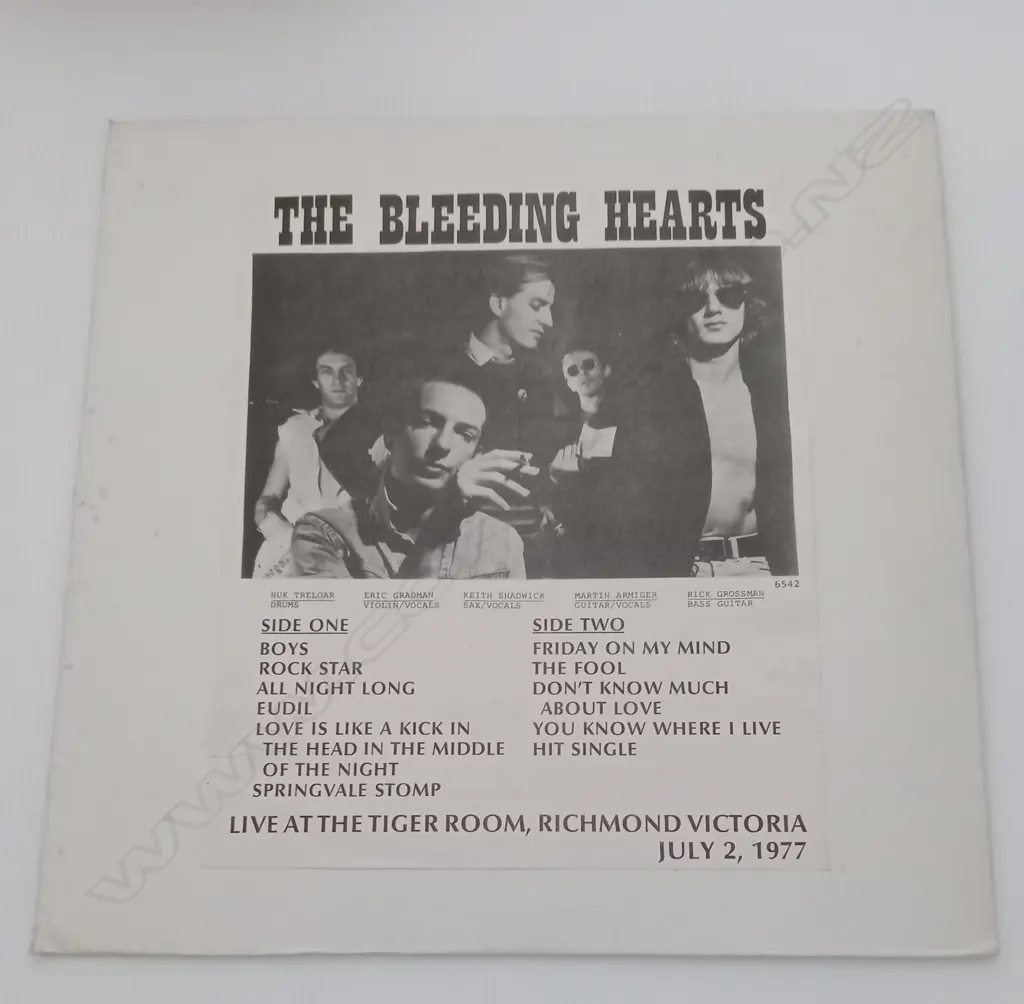 THE BLEEDING HEARTS
6542
HUK TRELOAR
DRUMS
ERIC GRADMAN
VIOLIN/VOCALS
KEITH SHADWICK
SAX/VOCALS
MARTIN ARMIGER
GUITAR/VOCALS
RICK GROSSMAN
BASS GUITAR
SIDE ONE
BOYS
ROCK STAR
ALL NIGHT LONG
EUDIL
LOVE IS LIKE A KICK IN
THE HEAD IN THE MIDDLE
OF THE NIGHT
SPRINGVALE STOMP
SIDE TWO
FRIDAY ON MY MIND
THE FOOL
DON'T KNOW MUCH
ABOUT LOVE
YOU KNOW WHERE I LIVE
HIT SINGLE
LIVE AT THE TIGER ROOM, RICHMOND VICTORIA
JULY 2, 1977